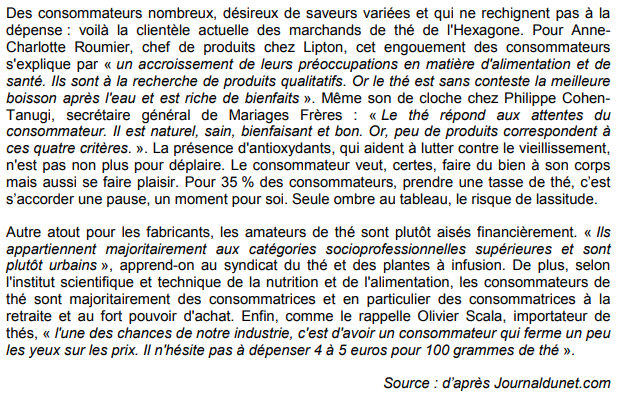 Des consommateurs nombreux, désireux de saveurs variées et qui ne rechignent pas à la
dépense : voilà la clientèle actuelle des marchands de thé de l'Hexagone. Pour Anne-
Charlotte Roumier, chef de produits chez Lipton, cet engouement des consommateurs
s'explique par « un accroissement de leurs préoccupations en matière d'alimentation et de
santé. Ils sont à la recherche de produits qualitatifs. Or le thé est sans conteste la meilleure
boisson après l'eau et est riche de bienfaits ». Même son de cloche chez Philippe Cohen-
Tanugi, secrétaire général de Mariages Frères : « Le thé répond aux attentes du
consommateur. Il est naturel, sain, bienfaisant et bon. Or, peu de produits correspondent à
ces quatre critères. ». La présence d'antioxydants, qui aident à lutter contre le vieillissement,
n'est pas non plus pour déplaire. Le consommateur veut, certes, faire du bien à son corps
mais aussi se faire plaisir. Pour 35 % des consommateurs, prendre une tasse de thé, c'est
s'accorder une pause, un moment pour soi. Seule ombre au tableau, le risque de lassitude.
Autre atout pour les fabricants, les amateurs de thé sont plutôt aisés financièrement. « Ils
appartiennent majoritairement aux catégories socioprofessionnelles supérieures et sont
plutôt urbains », apprend-on au syndicat du thé et des plantes à infusion. De plus, selon
l'institut scientifique et technique de la nutrition et de l'alimentation, les consommateurs de
thé sont majoritairement des consommatrices et en particulier des consommatrices à la
retraite et au fort pouvoir d'achat. Enfin, comme le rappelle Olivier Scala, importateur de
thés, « l'une des chances de notre industrie, c'est d'avoir un consommateur qui ferme un peu
les yeux sur les prix. Il n'hésite pas à dépenser 4 à 5 euros pour 100 grammes de thé ».
Source : d'après Journaldunet.com